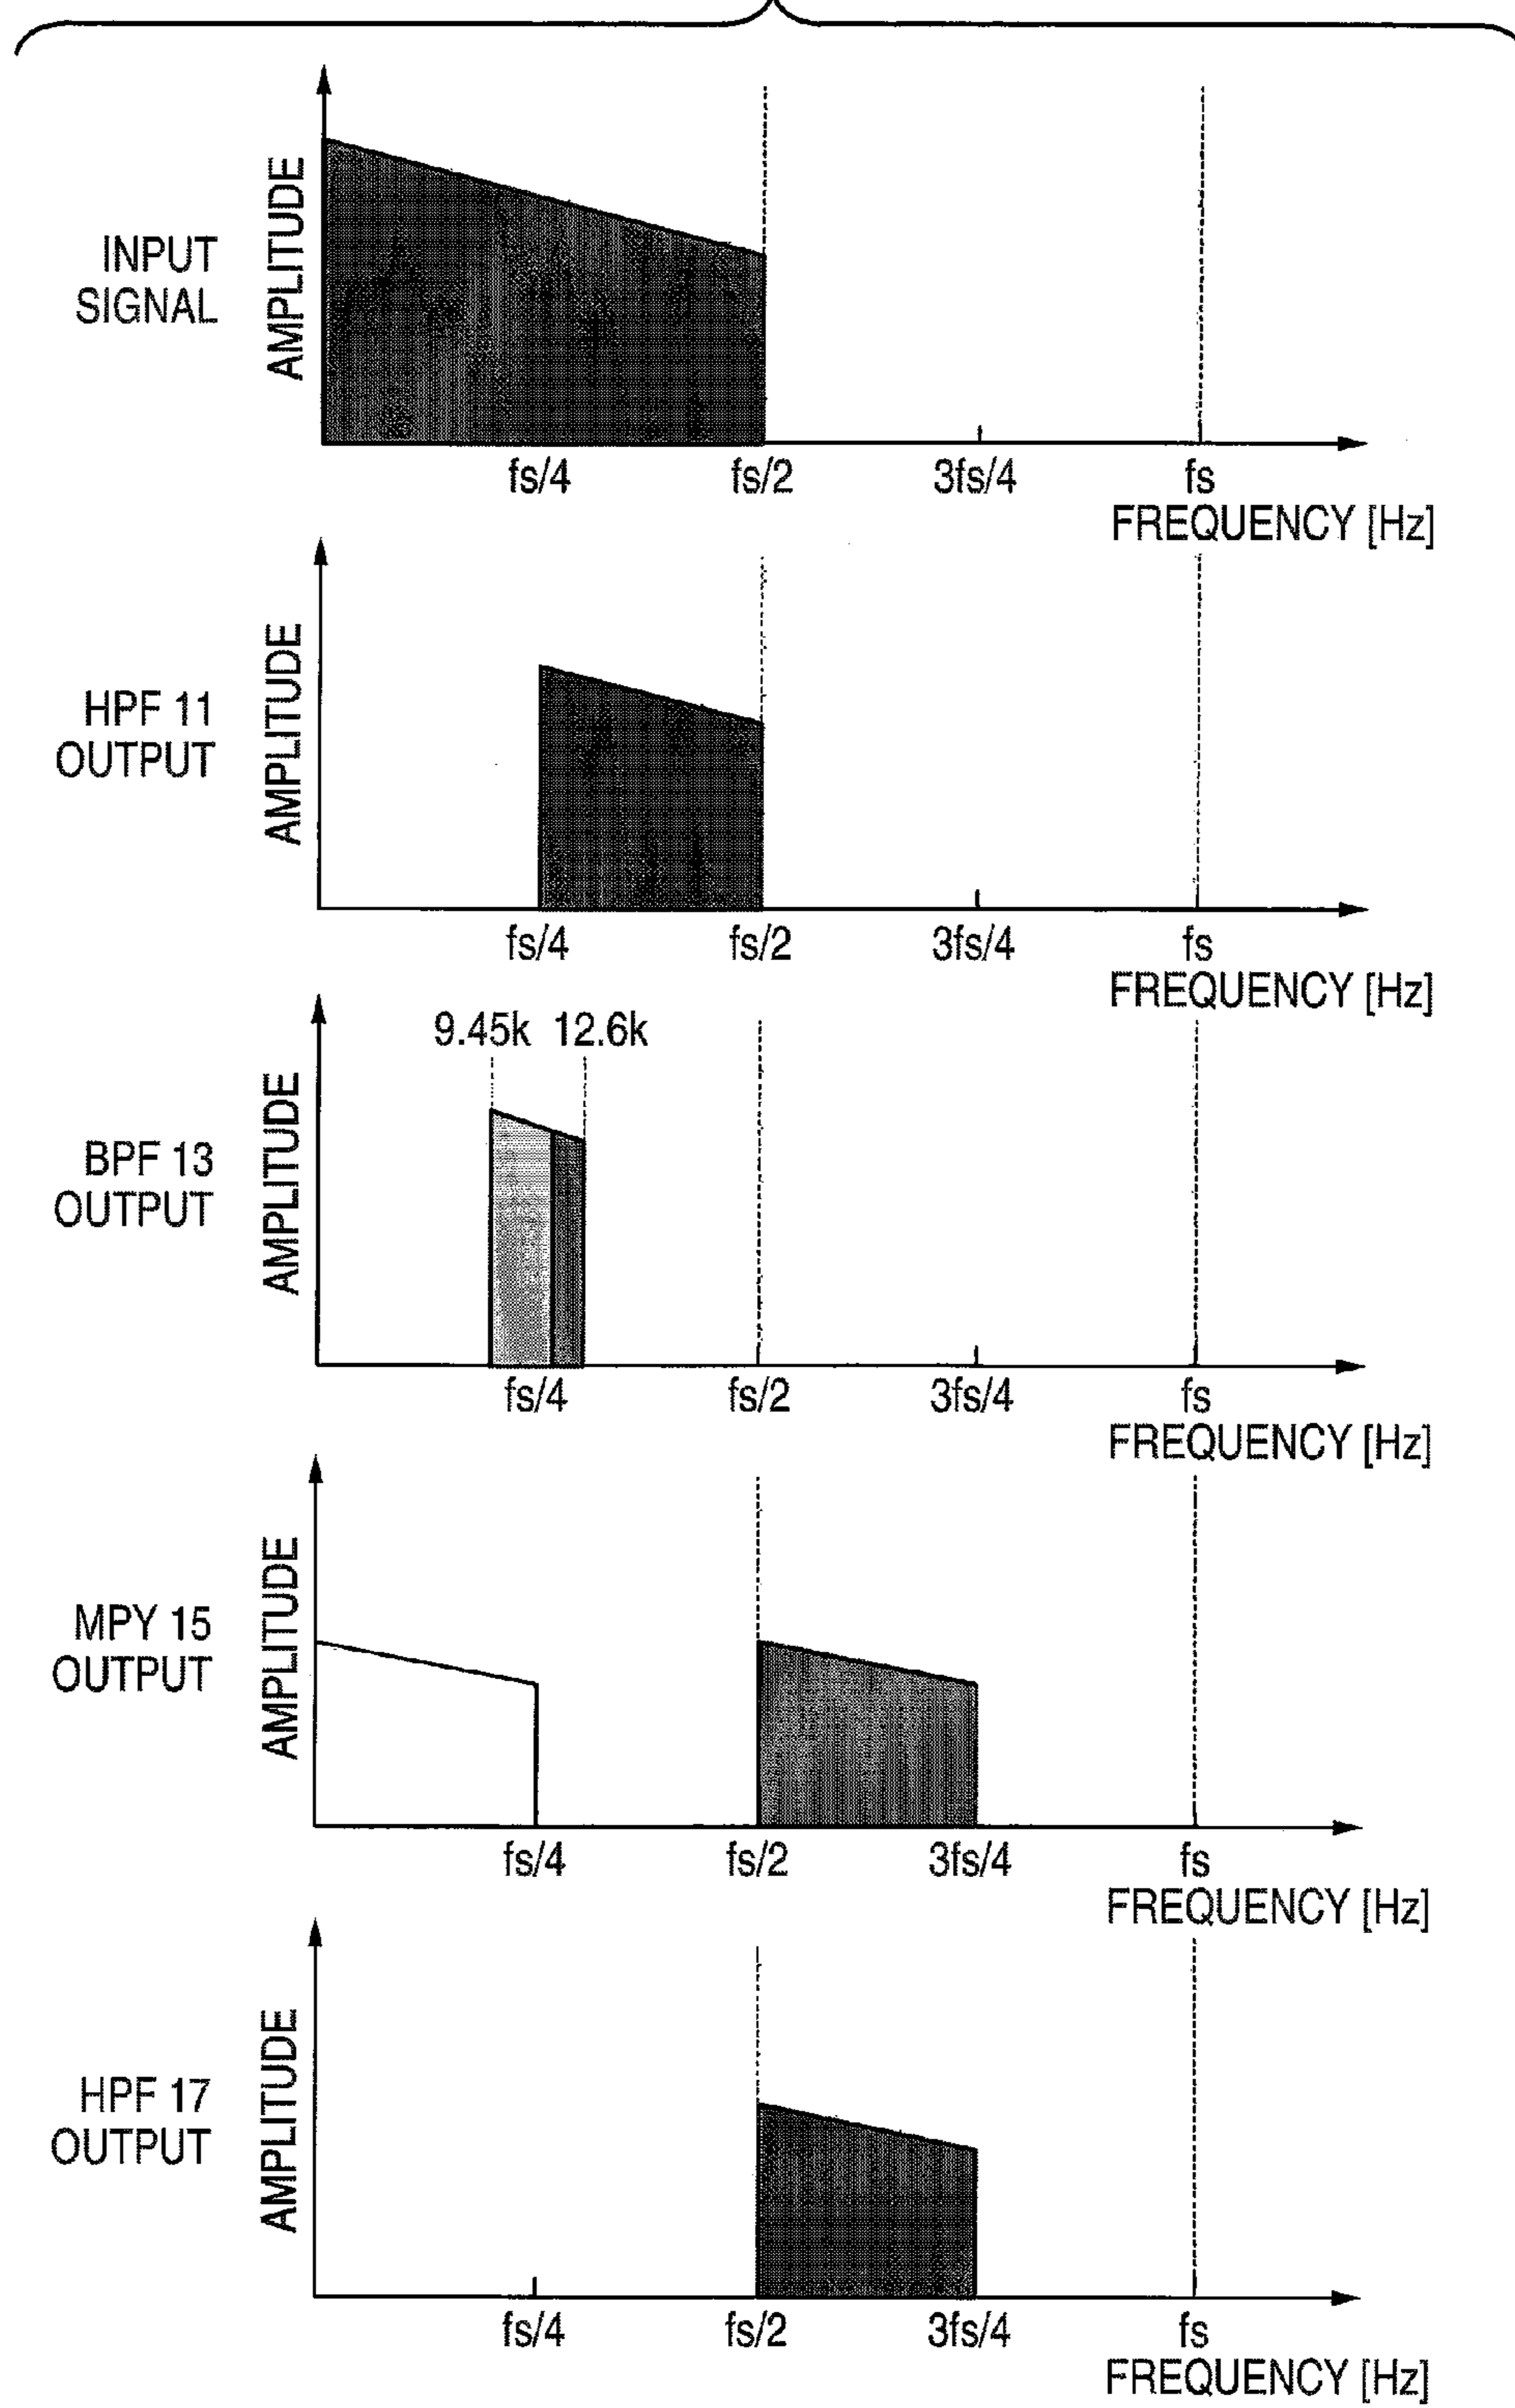 INPUT
SIGNAL
AMPLITUDE
fs/4 fs/2 3fs/4 fs
FREQUENCY [Hz]
HPF 11
OUTPUT
AMPLITUDE
fs/4 fs/2 3fs/4 fs
FREQUENCY [Hz]
9.45k 12.6k
BPF 13
OUTPUT
AMPLITUDE
fs/4 fs/2 3fs/4 fs
FREQUENCY [Hz]
MPY 15
OUTPUT
AMPLITUDE
fs/4 fs/2 3fs/4 fs
FREQUENCY [Hz]
HPF 17
OUTPUT
AMPLITUDE
fs/4 fs/2 3fs/4 fs
FREQUENCY [Hz]